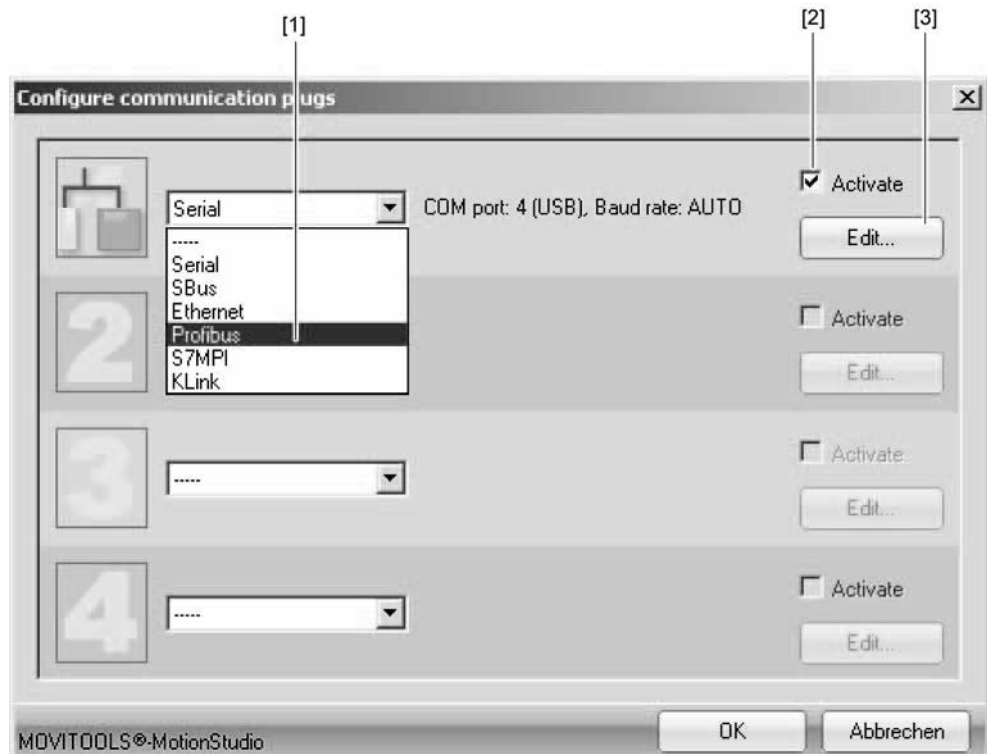 [1]
[2]
[3]
Configure communication plugs
Serial
COM port: 4 (USB), Baud rate: AUTO
Activate
Edit...
-----
Serial
SBus
Ethernet
Profibus
S7MPI
KLink
2
Activate
Edit...
3
-----
Activate
Edit...
4
-----
Activate
Edit...
MOVITOOLS®-MotionStudio
OK
Abbrechen